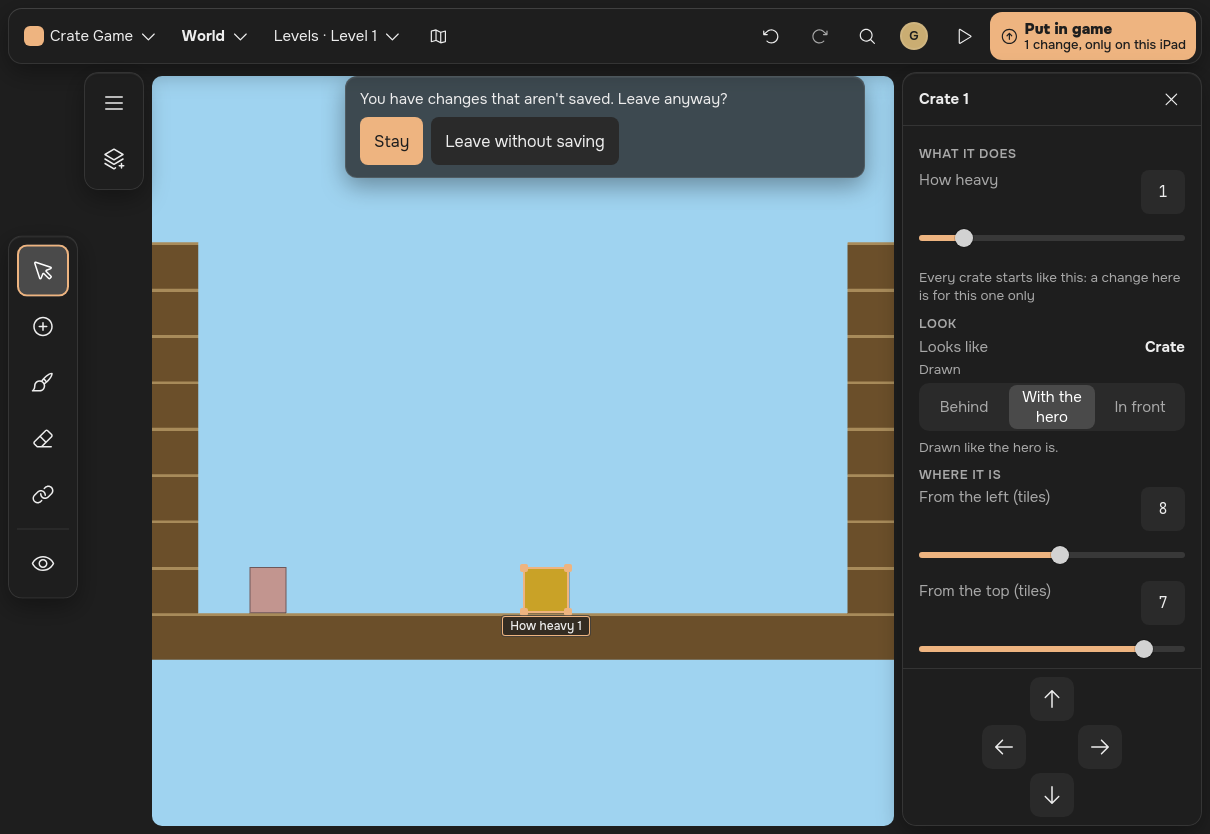 Crate Game
World
Levels · Level 1
G
Put in game
1 change, only on this iPad
You have changes that aren't saved. Leave anyway?
Stay
Leave without saving
How heavy 1
Crate 1
WHAT IT DOES
How heavy
1
Every crate starts like this: a change here
is for this one only
LOOK
Looks like
Crate
Drawn
Behind
With the
hero
In front
Drawn like the hero is.
WHERE IT IS
From the left (tiles)
8
From the top (tiles)
7